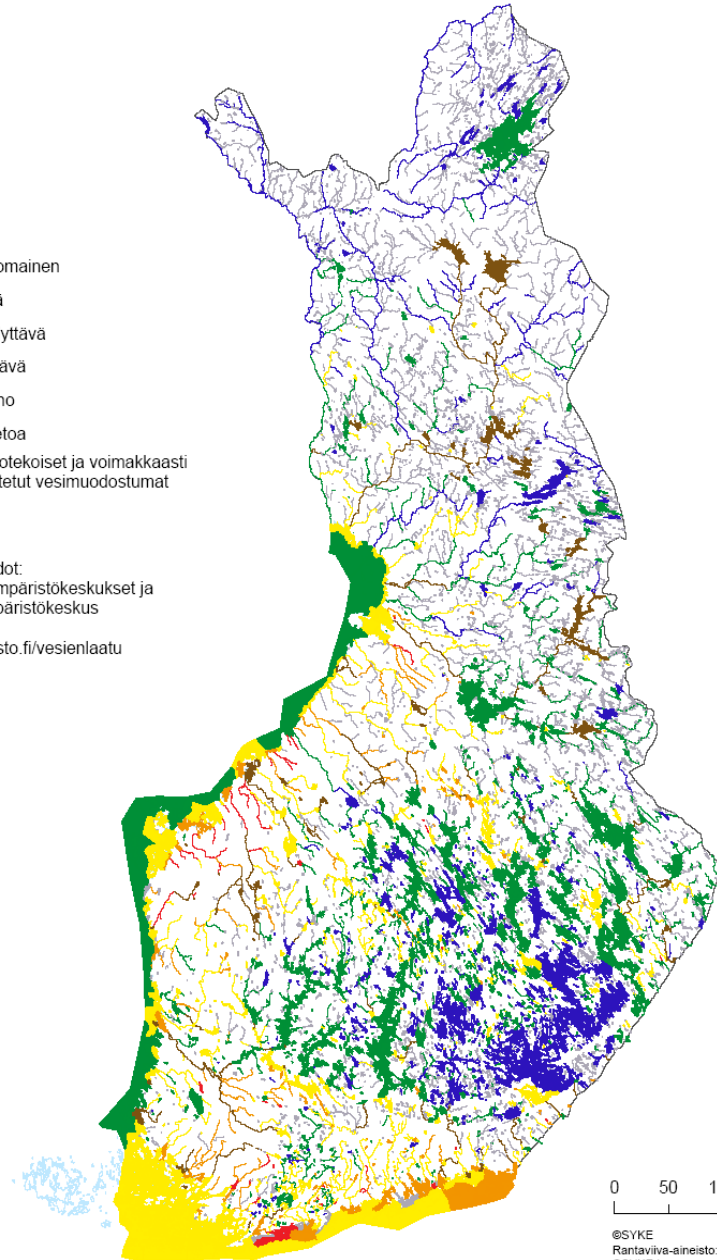 omainen
ä
yttävä
ävä
no
etoa
otekoiset ja voimakkaasti
tetut vesimuodostumat
dot:
mpäristökeskukset ja
päristökeskus
sto.fi/vesienlaatu
0 50 1
©SYKE
Rantaviiva-aineisto: